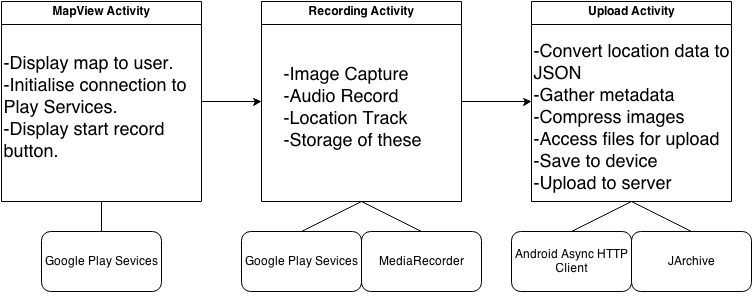 MapView Activity
-Display map to user.
-Initialise connection to
Play Services.
-Display start record
button.
Recording Activity
-Image Capture
-Audio Record
-Location Track
-Storage of these
Upload Activity
-Convert location data to
JSON
-Gather metadata
-Compress images
-Access files for upload
-Save to device
-Upload to server
Google Play Sevices
Google Play Sevices
MediaRecorder
Android Async HTTP
Client
JArchive